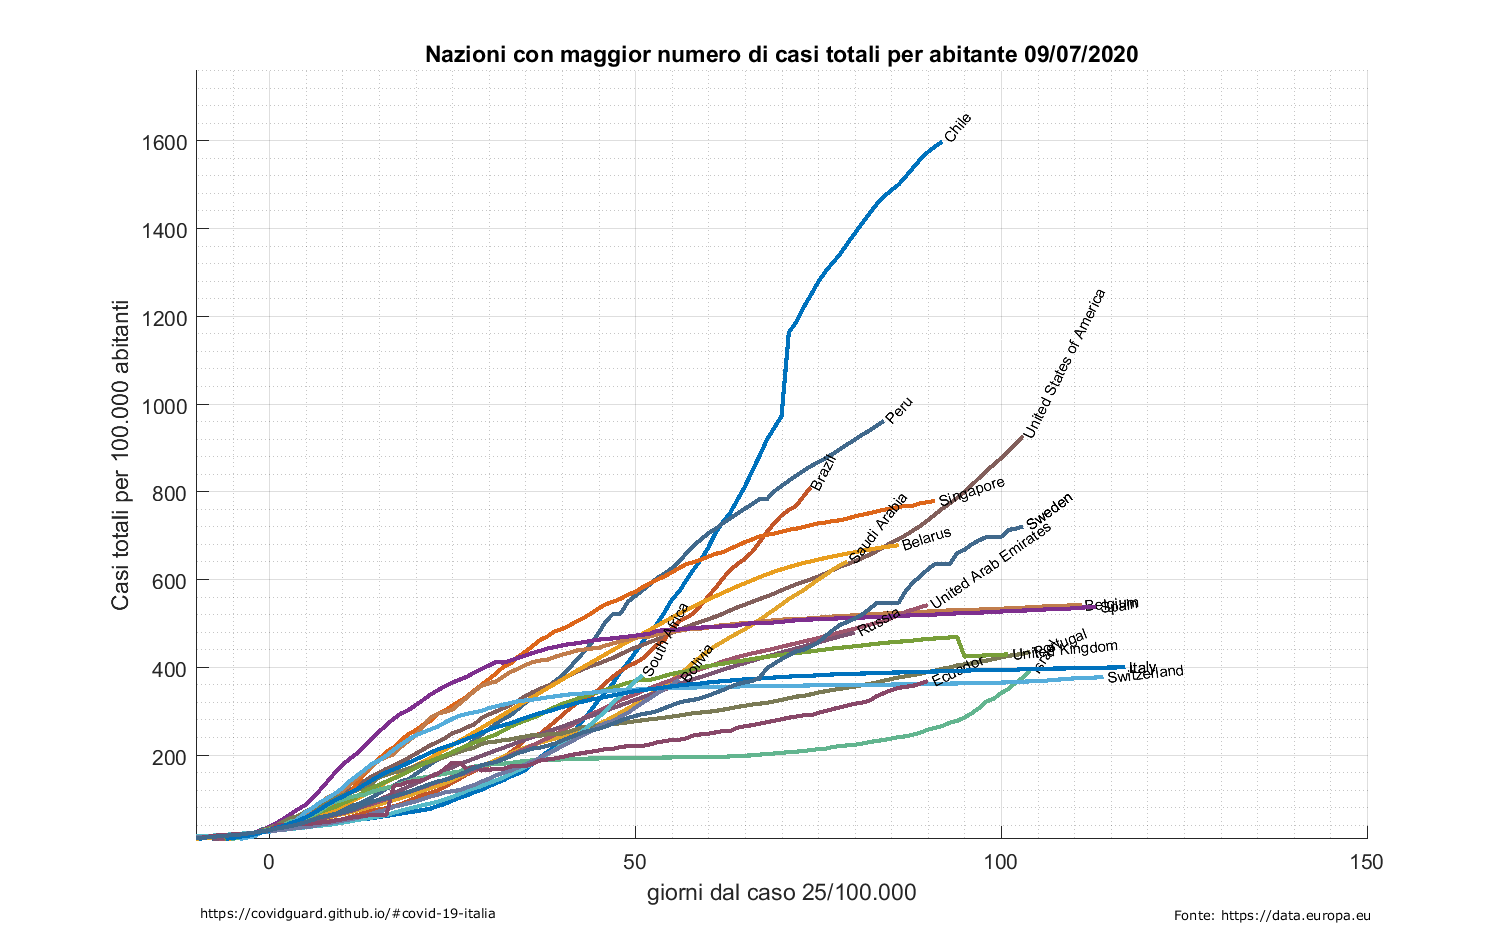 Nazioni con maggior numero di casi totali per abitante 09/07/2020
Casi totali per 100.000 abitanti
1600
1400
1200
1000
800
600
400
200
Chile
United States of America
Peru
Brazil
Singapore
Saudi Arabia
Sweden
Belarus
United Arab Emirates
Belgium
Spain
Russia
South Africa
Bolivia
Portugal
United Kingdom
Israel
Italy
Ecuador
Switzerland
0
50
100
150
giorni dal caso 25/100.000
https://covidguard.github.io/#covid-19-italia
Fonte: https://data.europa.eu